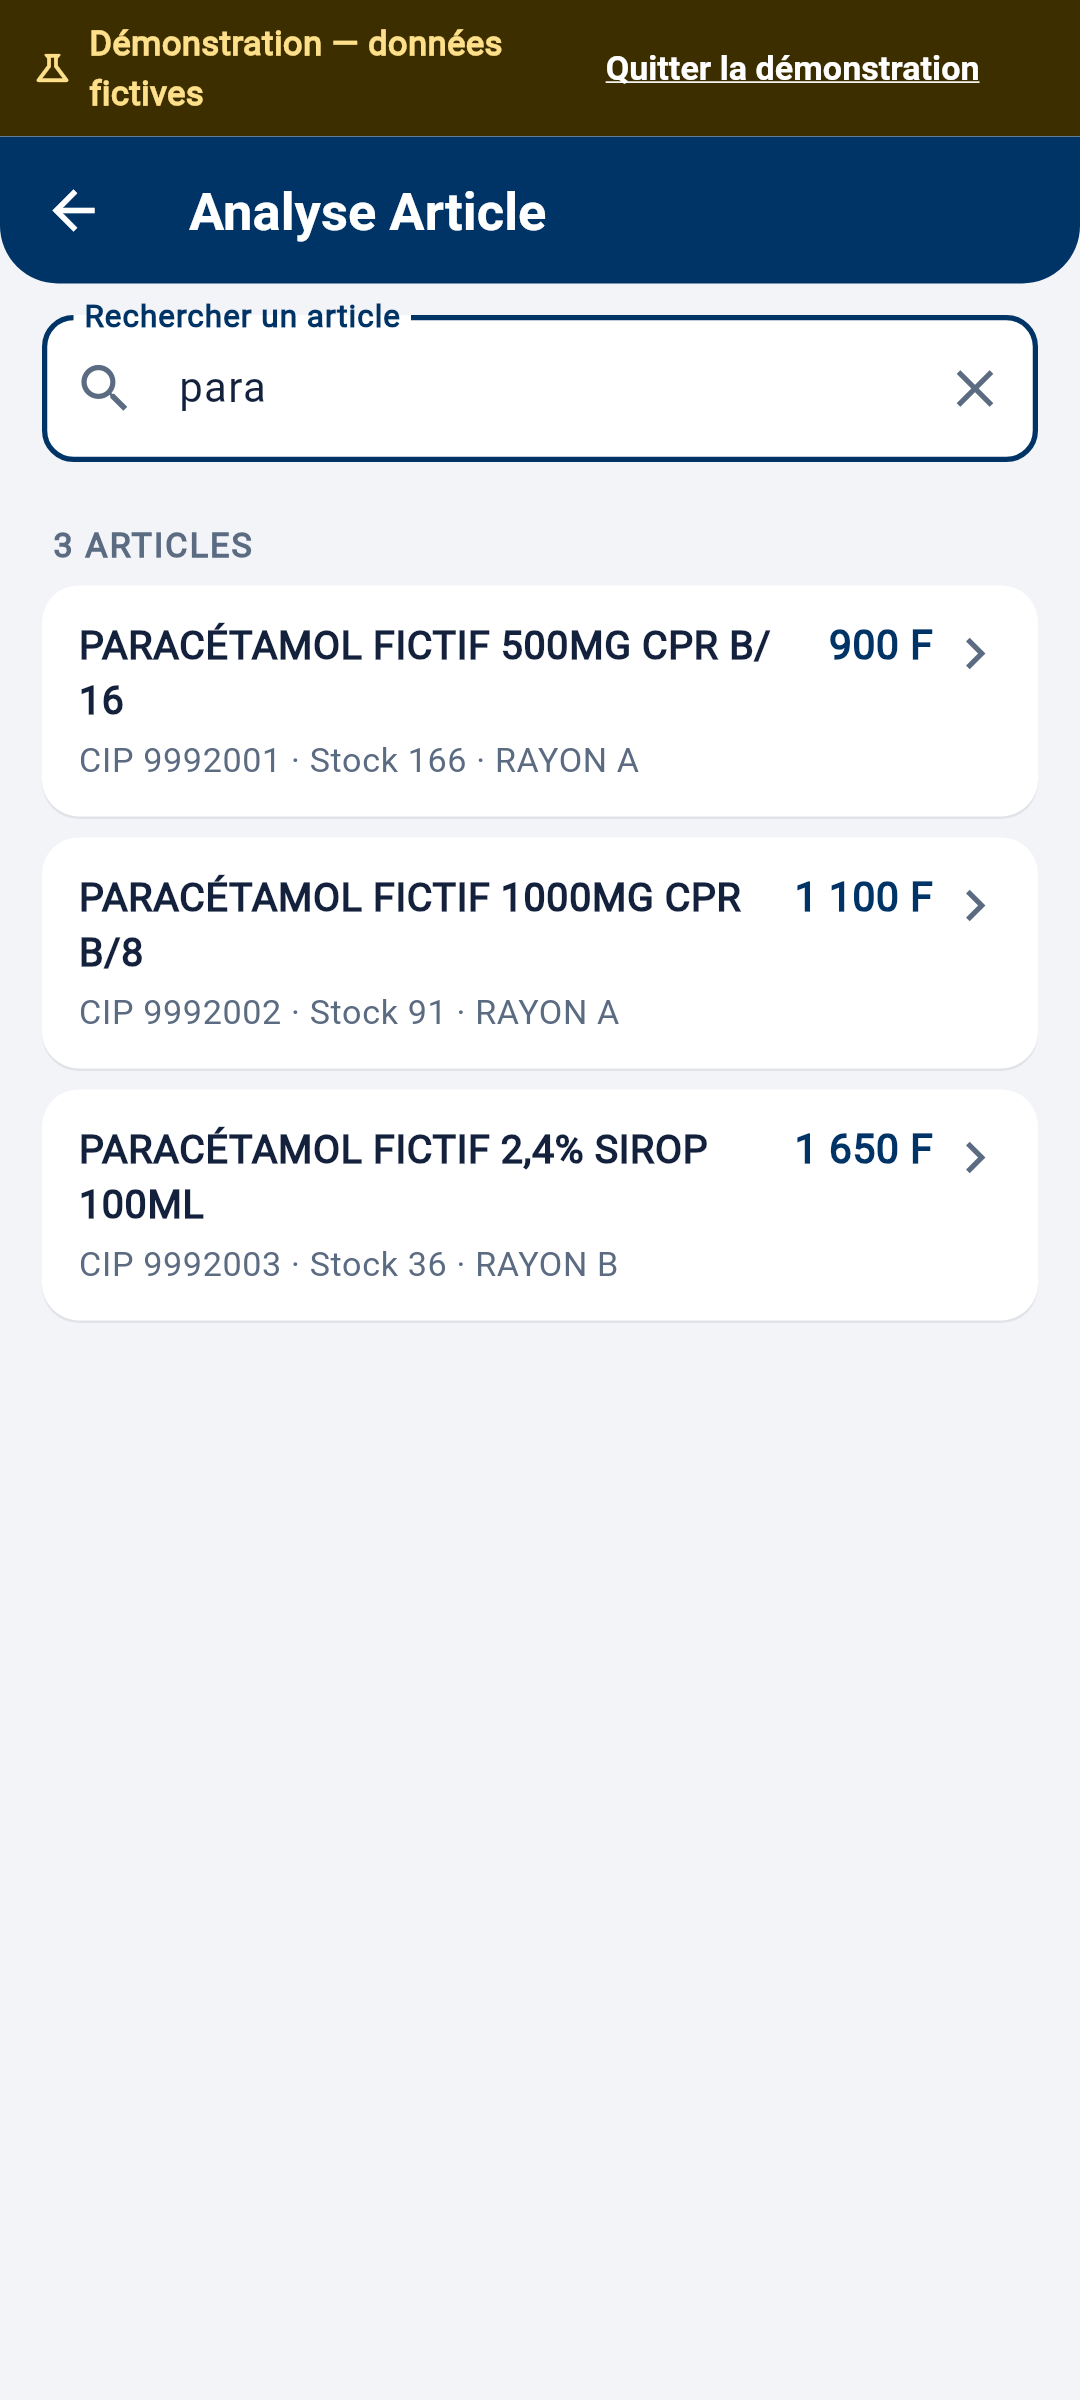 Démonstration — données
fictives
Quitter la démonstration
Analyse Article
Rechercher un article
para
3 ARTICLES
PARACÉTAMOL FICTIF 500MG CPR B/
16
900 F
CIP 9992001 · Stock 166 · RAYON A
PARACÉTAMOL FICTIF 1000MG CPR
B/8
1 100 F
CIP 9992002 · Stock 91 · RAYON A
PARACÉTAMOL FICTIF 2,4% SIROP
100ML
1 650 F
CIP 9992003 · Stock 36 · RAYON B